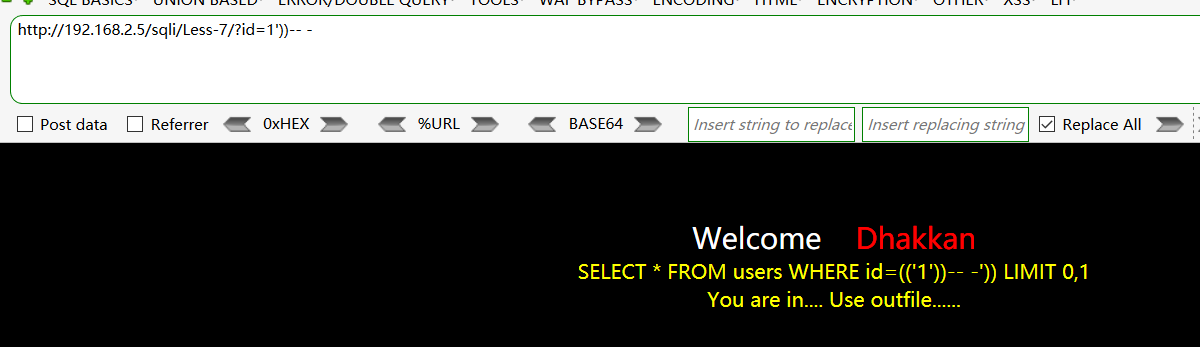 SQL BASICS UNION BASED ERROR/DOUBLE QUERY TOOLS WAF BYPASS ENCODING HTML ENCRYPTION OTHER XSS LFI
http://192.168.2.5/sqli/Less-7/?id=1'))-- -
Post data Referrer 0xHEX %URL BASE64 Insert string to replace Insert replacing string Replace All
Welcome Dhakkan
SELECT * FROM users WHERE id=(('1'))-- -')) LIMIT 0,1
You are in.... Use outfile......